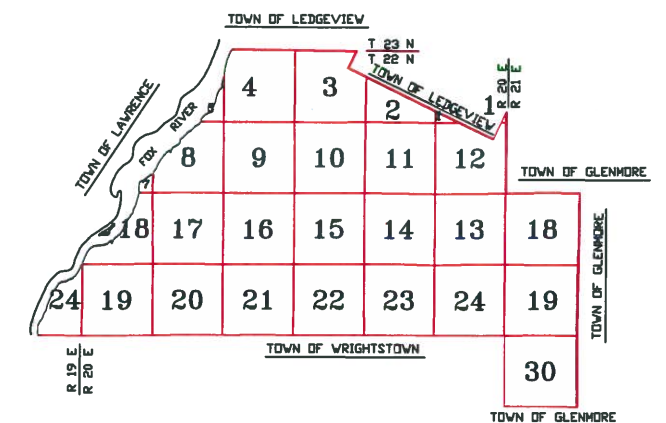 TOWN OF LEDGEVIEW
T 23 N
T 22 N
TOWN OF LEDGEVIEW
R 20 E
R 21 E
TOWN OF LAWRENCE
FOX RIVER
4 3 2 1
7 8 9 10 11 12
TOWN OF GLENMORE
18 17 16 15 14 13 18
TOWN OF GLENMORE
24 19 20 21 22 23 24 19
R 19 E
R 20 E
TOWN OF WRIGHTSTOWN
30
TOWN OF GLENMORE